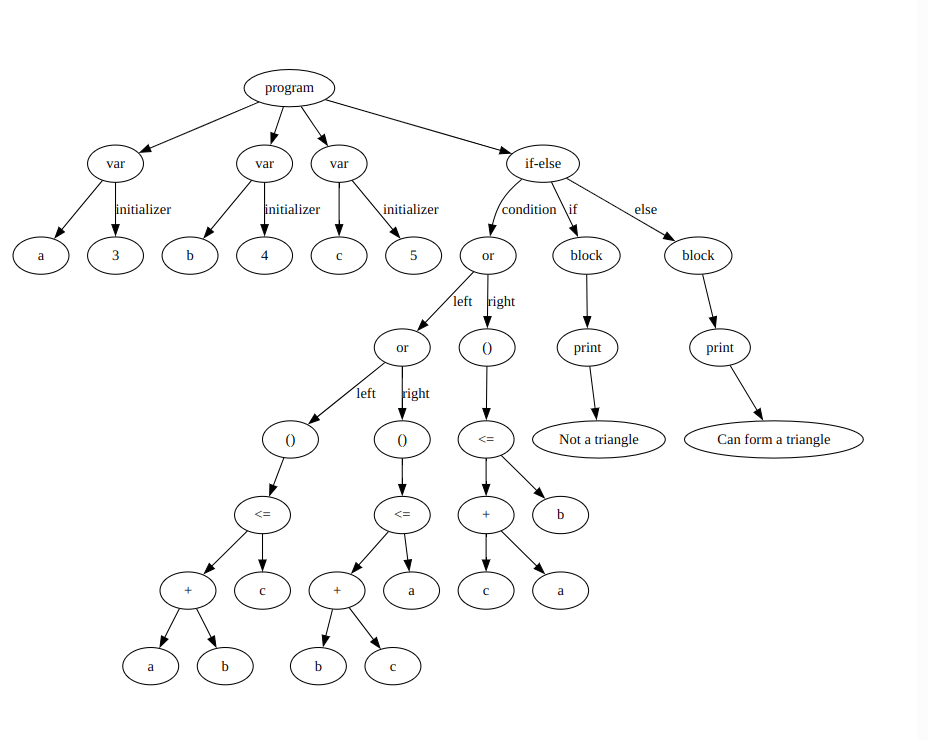 program
var var var if-else
initializer initializer initializer condition if else
a 3 b 4 c 5 or block block
left right
or () print print
left right
() () <= Not a triangle Can form a triangle
<= <= + b
+ c + a c a
a b b c